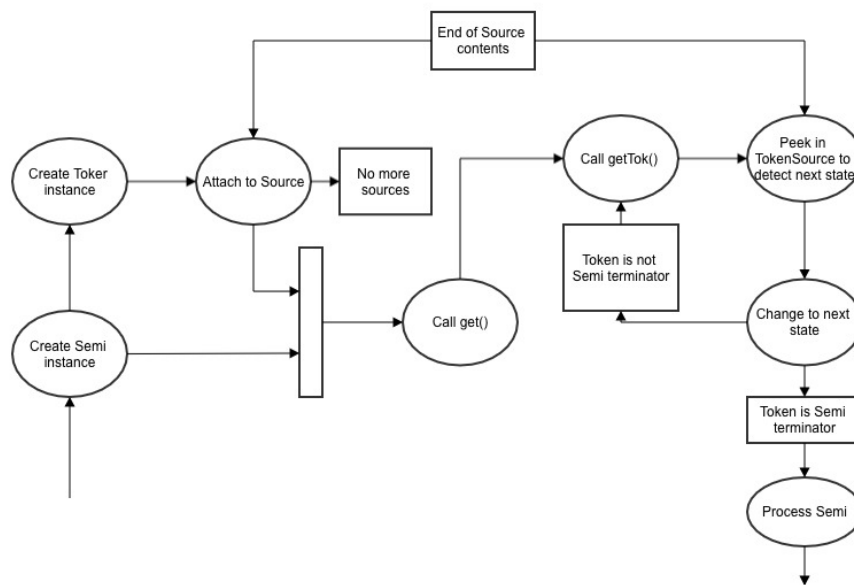 End of Source
contents
Create Toker
instance
Attach to Source
No more
sources
Call getTok()
Peek in
TokenSource to
detect next state
Token is not
Semi terminator
Create Semi
instance
Call get()
Change to next
state
Token is Semi
terminator
Process Semi